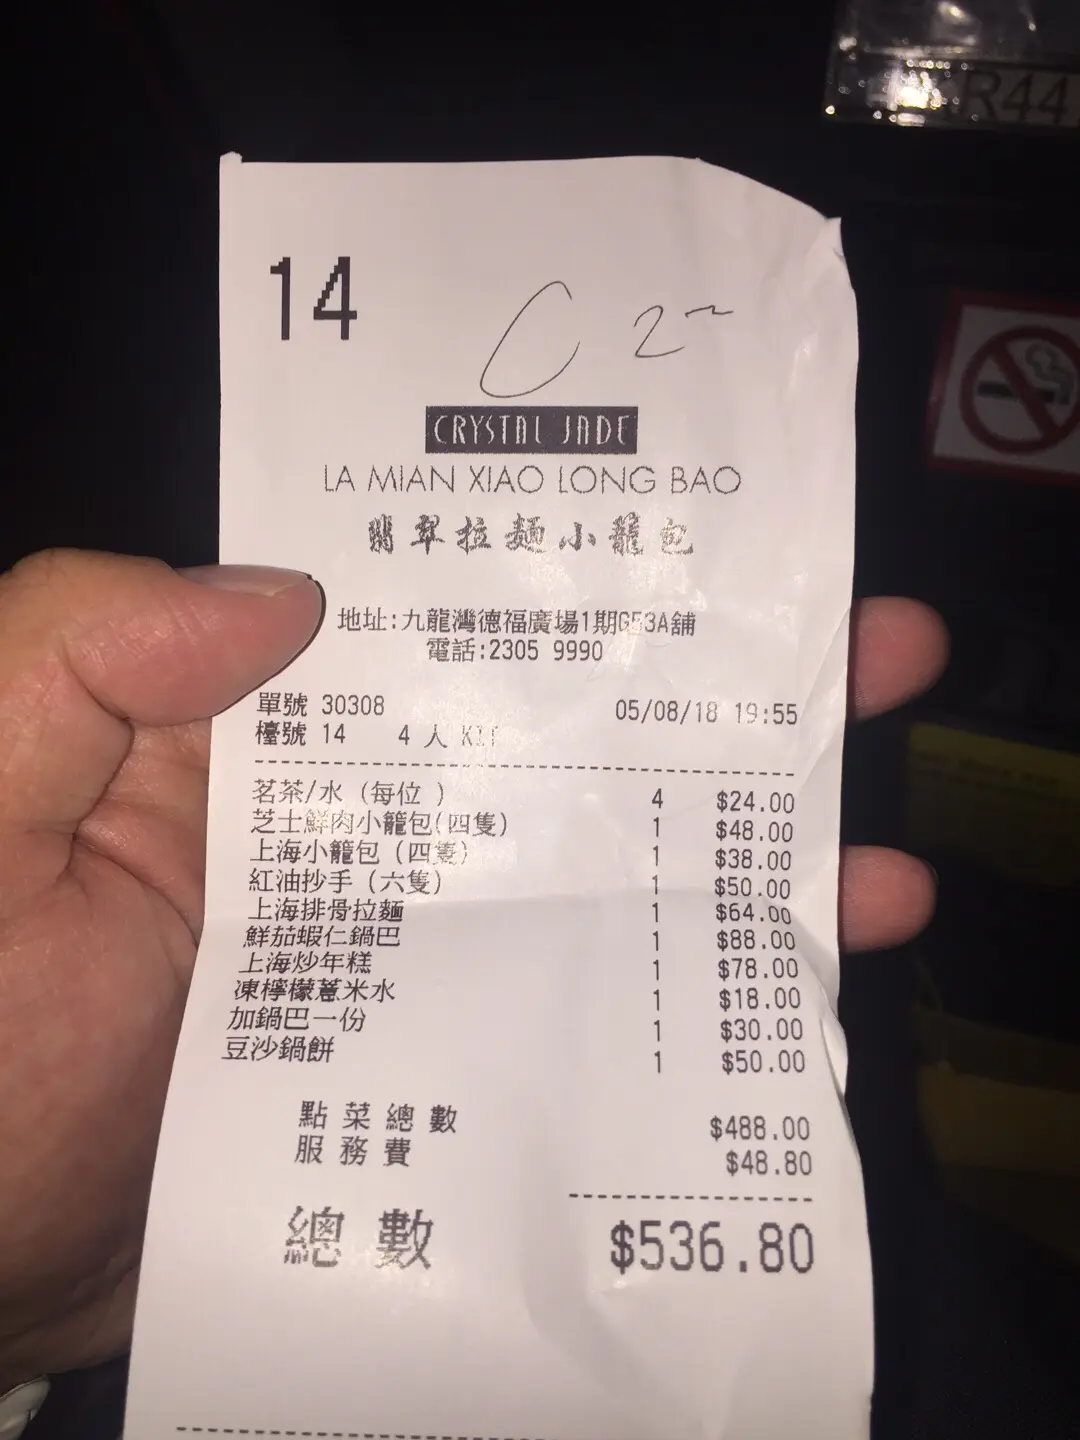 R44
14
C 2
CRYSTAL JADE
LA MIAN XIAO LONG BAO
翡翠拉麵小籠包
地址:九龍灣德福廣場1期G53A鋪
電話:2305 9990
單號 30308 05/08/18 19:55
檯號 14 4 人
茗茶/水 (每位 ) 4 $24.00
芝士鮮肉小籠包(四隻) 1 $48.00
上海小籠包 (四隻) 1 $38.00
紅油抄手 (六隻) 1 $50.00
上海排骨拉麵 1 $64.00
鮮茄蝦仁鍋巴 1 $88.00
上海炒年糕 1 $78.00
凍檸檬薏米水 1 $18.00
加鍋巴一份 1 $30.00
豆沙鍋餅 1 $50.00
點菜總數 $488.00
服務費 $48.80
總數 $536.80